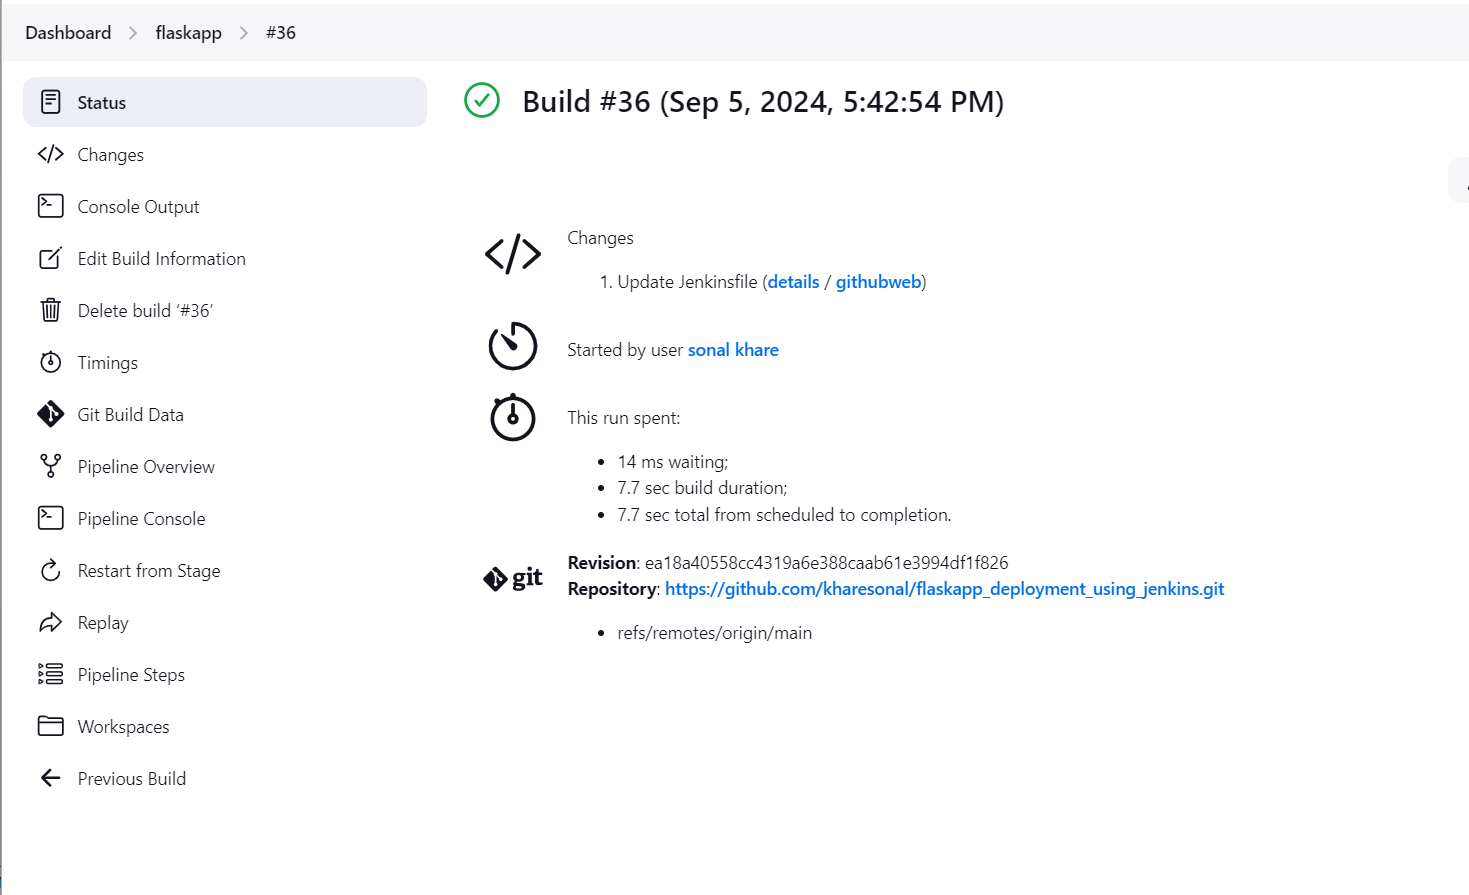 Dashboard > flaskapp > #36
Status
Changes
Console Output
Edit Build Information
Delete build ‘#36’
Timings
Git Build Data
Pipeline Overview
Pipeline Console
Restart from Stage
Replay
Pipeline Steps
Workspaces
Previous Build
Build #36 (Sep 5, 2024, 5:42:54 PM)
Changes
1. Update Jenkinsfile (details / githubweb)
Started by user sonal khare
This run spent:
• 14 ms waiting;
• 7.7 sec build duration;
• 7.7 sec total from scheduled to completion.
git
Revision: ea18a40558cc4319a6e388caab61e3994df1f826
Repository: https://github.com/kharesonal/flaskapp_deployment_using_jenkins.git
• refs/remotes/origin/main